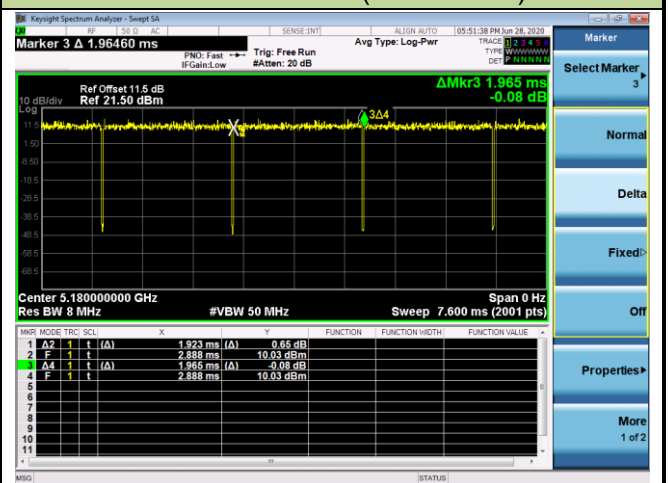 Keysight Spectrum Analyzer - Swept SA
RF 50 Ω AC SENSE:INT ALIGN AUTO 05:51:38 PM Jun 28, 2020
Marker 3 Δ 1.96460 ms
PNO: Fast
IFGain:Low
Trig: Free Run
#Atten: 20 dB
Avg Type: Log-Pwr
TRACE 1 2 3 4 5 6
TYPE WWWWWW
DET P N N N N N
Ref Offset 11.5 dB
10 dB/div Ref 21.50 dBm
Log
ΔMkr3 1.965 ms
-0.08 dB
3Δ4
11.5
1.50
-8.50
-18.5
-28.5
-38.5
-48.5
-58.5
-68.5
Center 5.180000000 GHz Span 0 Hz
Res BW 8 MHz #VBW 50 MHz Sweep 7.600 ms (2001 pts)
MKR MODE TRC SCL X Y FUNCTION FUNCTION WIDTH FUNCTION VALUE
1 Δ2 1 t (Δ) 1.923 ms (Δ) 0.65 dB
2 F 1 t 2.888 ms 10.03 dBm
3 Δ4 1 t (Δ) 1.965 ms (Δ) -0.08 dB
4 F 1 t 2.888 ms 10.03 dBm
5
6
7
8
9
10
11
MSG STATUS
Marker
Select Marker
3
Normal
Delta
Fixed
Off
Properties
More
1 of 2